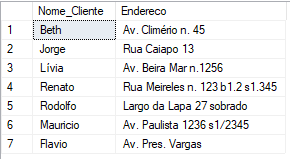 Nome_Cliente Endereco
1 Beth Av. Climério n. 45
2 Jorge Rua Caiapo 13
3 Lívia Av. Beira Mar n.1256
4 Renato Rua Meireles n. 123 b1.2 s1.345
5 Rodolfo Largo da Lapa 27 sobrado
6 Mauricio Av. Paulista 1236 s1/2345
7 Flavio Av. Pres. Vargas